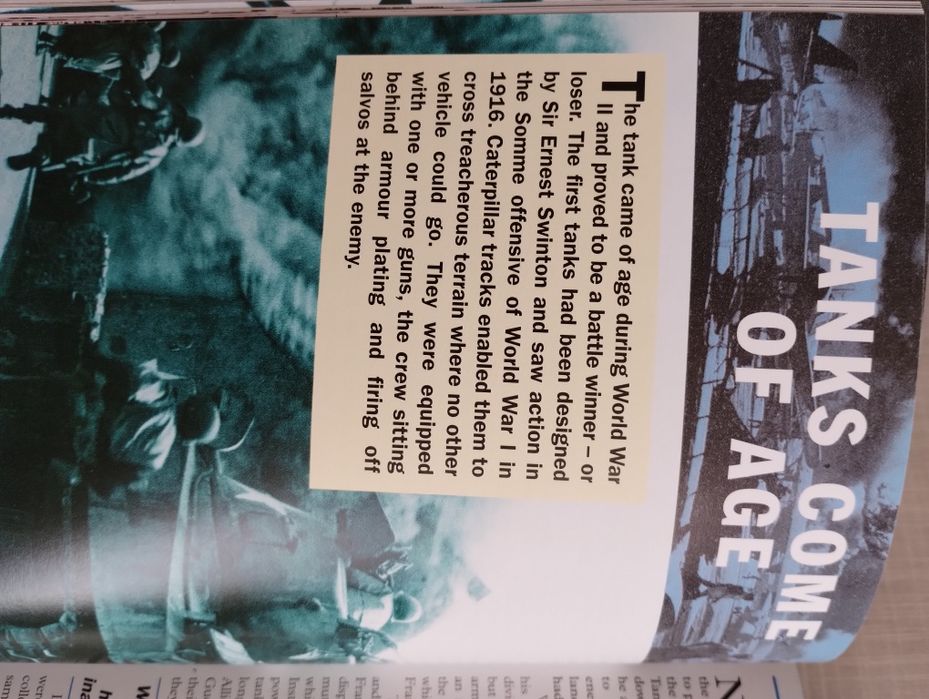 TANKS COME
OF AGE
The tank came of age during World War
II and proved to be a battle winner – or
loser. The first tanks had been designed
by Sir Ernest Swinton and saw action in
the Somme offensive of World War I in
1916. Caterpillar tracks enabled them to
cross treacherous terrain where no other
vehicle could go. They were equipped
with one or more guns, the crew sitting
behind armour plating and firing off
salvos at the enemy.